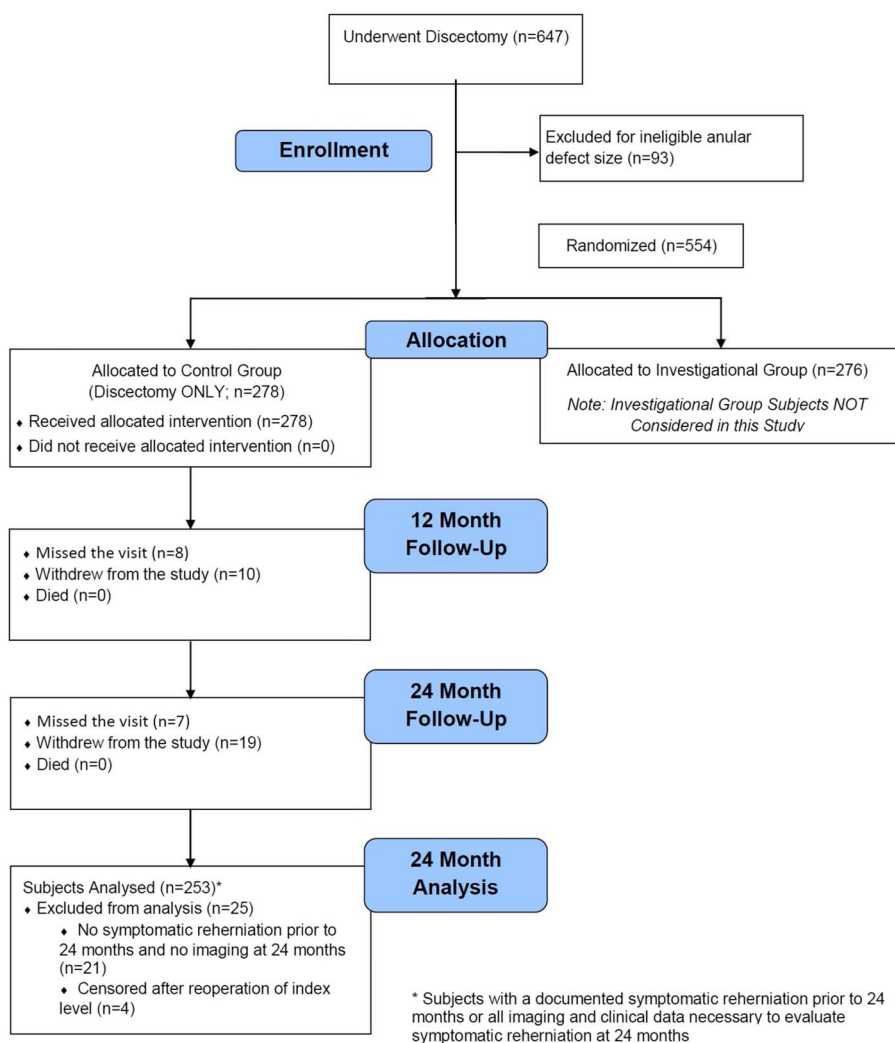 Underwent Discectomy (n=647)
Enrollment
Excluded for ineligible anular
defect size (n=93)
Randomized (n=554)
Allocation
Allocated to Control Group
(Discectomy ONLY; n=278)
♦ Received allocated intervention (n=278)
♦ Did not receive allocated intervention (n=0)
Allocated to Investigational Group (n=276)
Note: Investigational Group Subjects NOT
Considered in this Study
12 Month
Follow-Up
♦ Missed the visit (n=8)
♦ Withdrew from the study (n=10)
♦ Died (n=0)
24 Month
Follow-Up
♦ Missed the visit (n=7)
♦ Withdrew from the study (n=19)
♦ Died (n=0)
24 Month
Analysis
Subjects Analysed (n=253)*
♦ Excluded from analysis (n=25)
♦ No symptomatic reherniation prior to
24 months and no imaging at 24 months
(n=21)
♦ Censored after reoperation of index
level (n=4)
* Subjects with a documented symptomatic reherniation prior to 24
months or all imaging and clinical data necessary to evaluate
symptomatic reherniation at 24 months